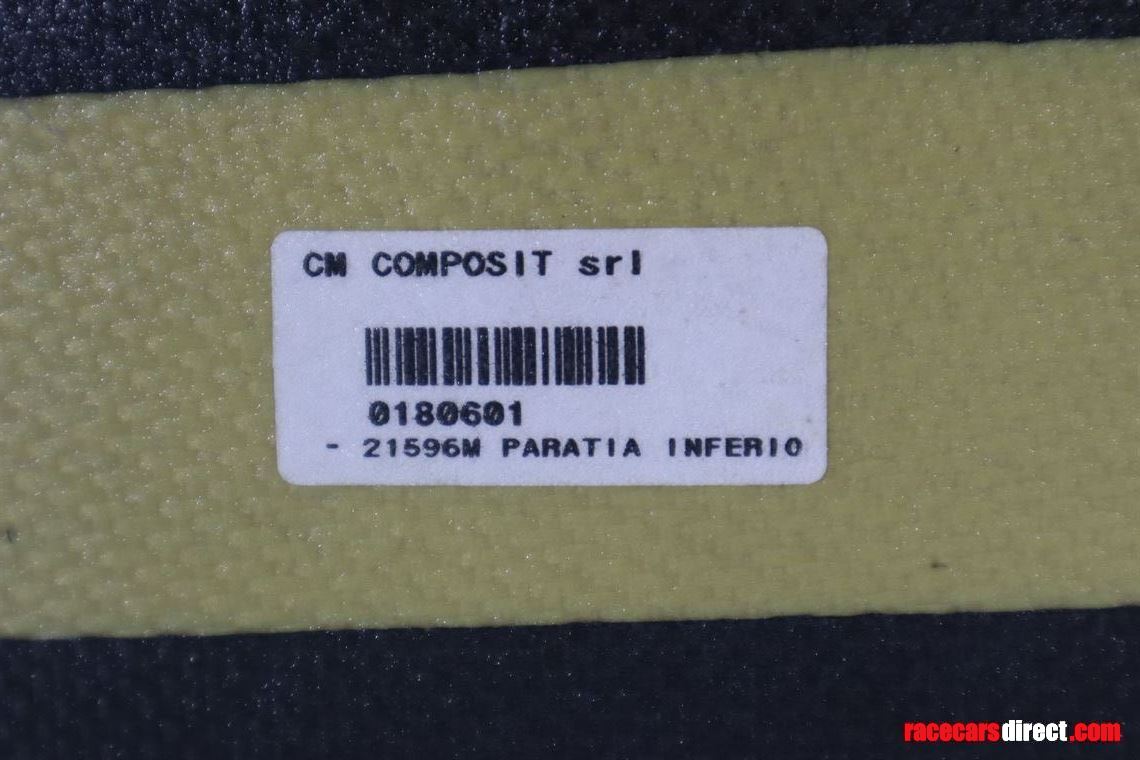 CM COMPOSIT srl
0180601
- 21596M PARATIA INFERIO
racecarsdirect.com